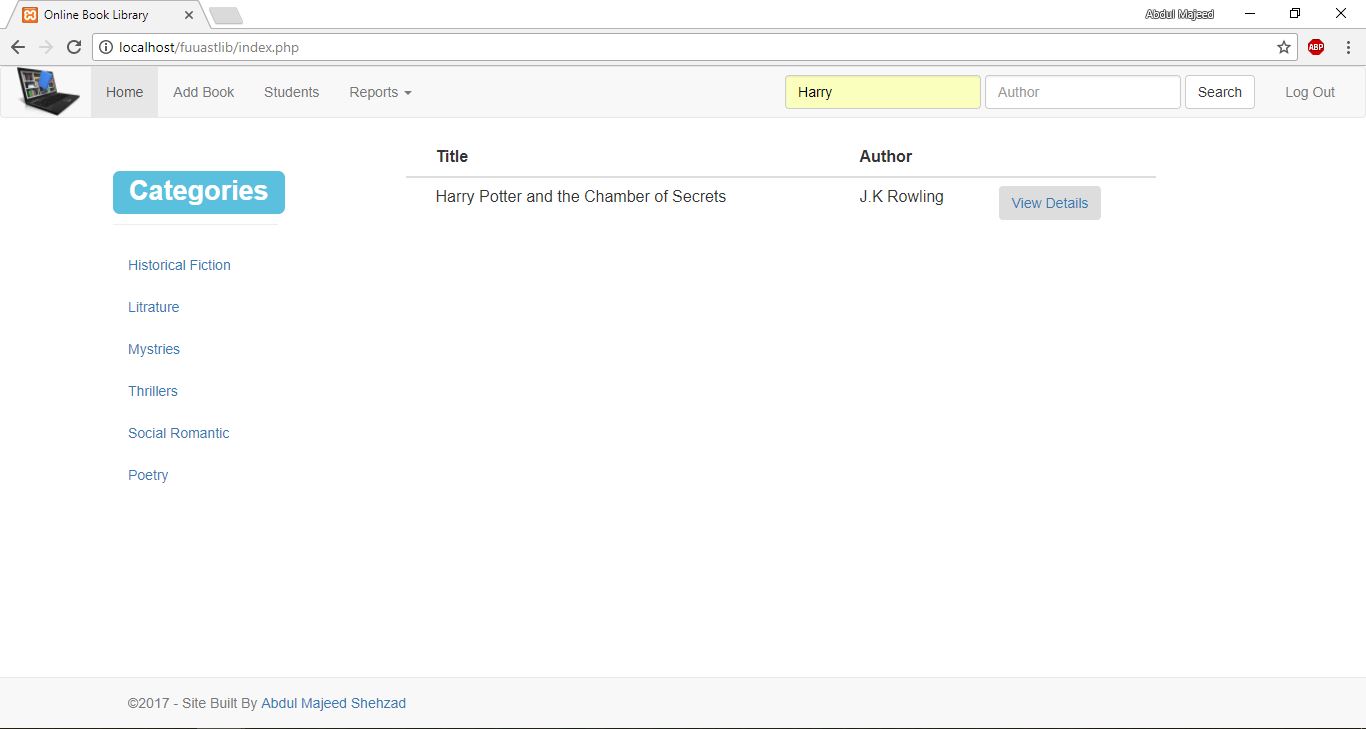 Online Book Library
Abdul Majeed
localhost/fuuastlib/index.php
ABP
Home Add Book Students Reports Harry Author Search Log Out
Title Author
Categories
Harry Potter and the Chamber of Secrets J.K Rowling View Details
Historical Fiction
Litrature
Mystries
Thrillers
Social Romantic
Poetry
©2017 - Site Built By Abdul Majeed Shehzad